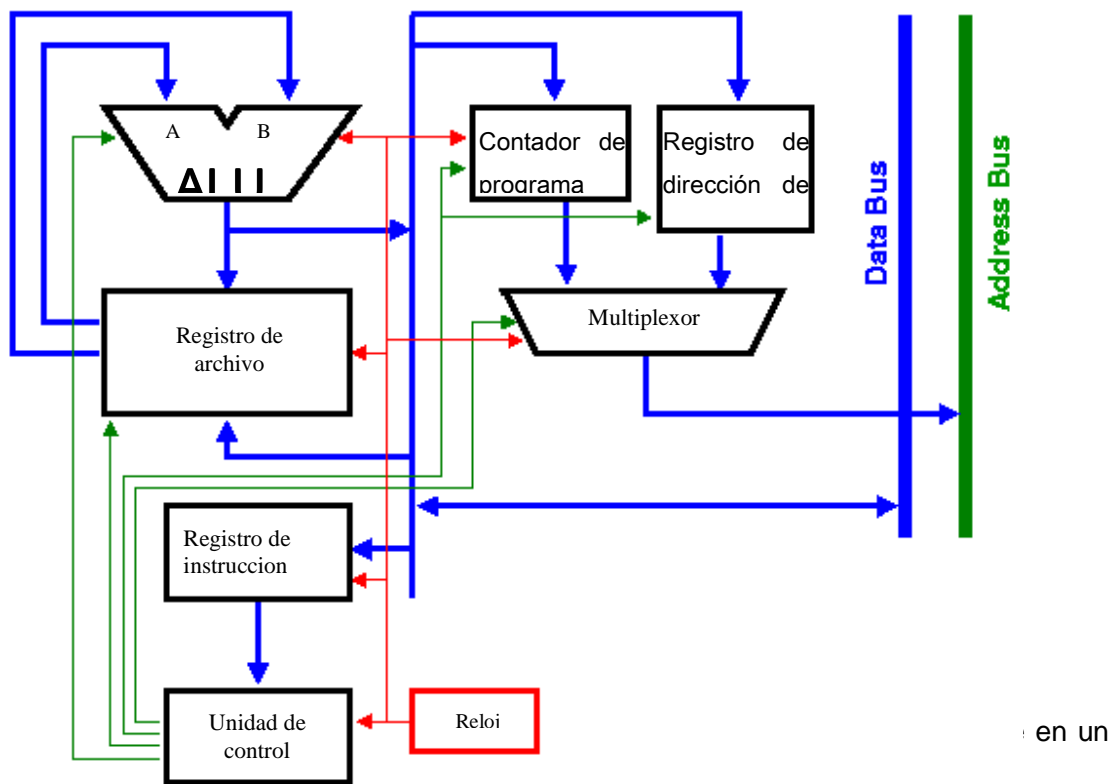 A B
Contador de
programa
Registro de
dirección de
Multiplexor
Registro de
archivo
Registro de
instruccion
Unidad de
control
Reloj
Data Bus
Address Bus
en un